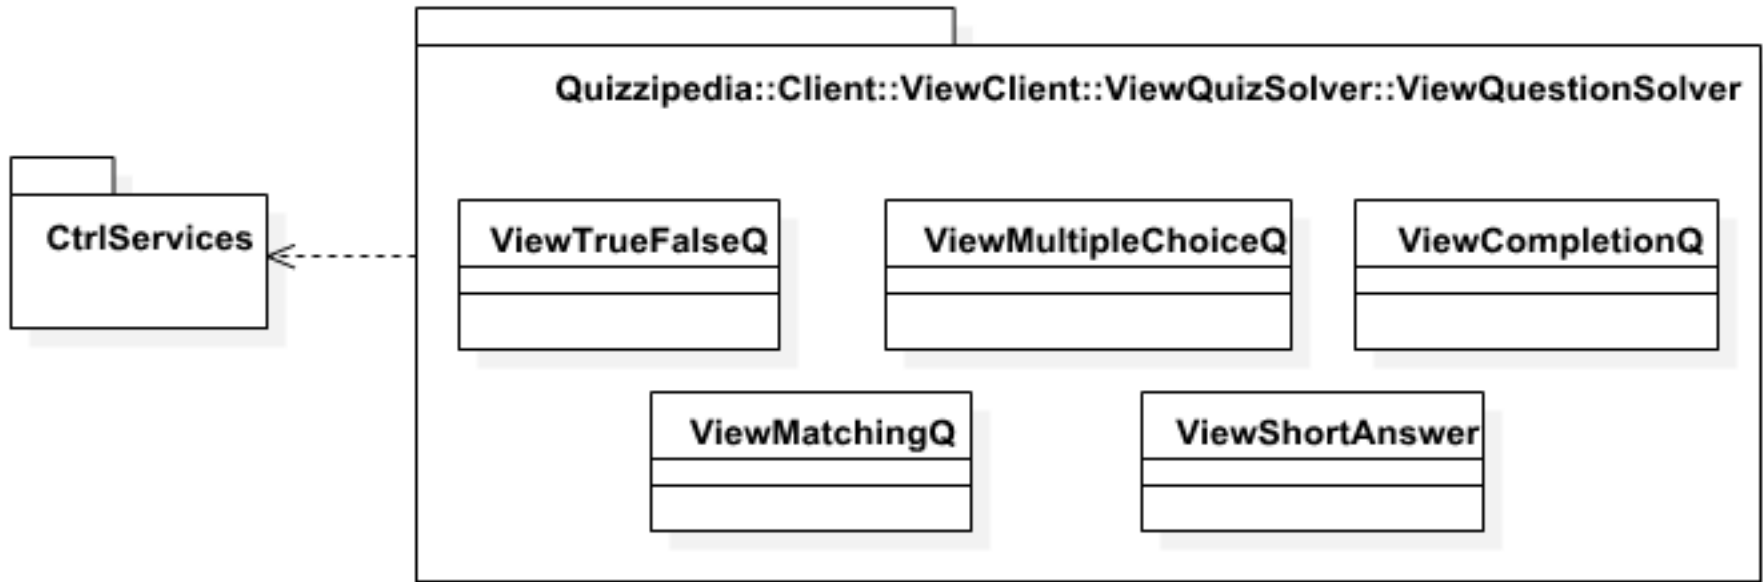 Quizzipedia::Client::ViewClient::ViewQuizSolver::ViewQuestionSolver
CtrlServices
ViewTrueFalseQ
ViewMultipleChoiceQ
ViewCompletionQ
ViewMatchingQ
ViewShortAnswer